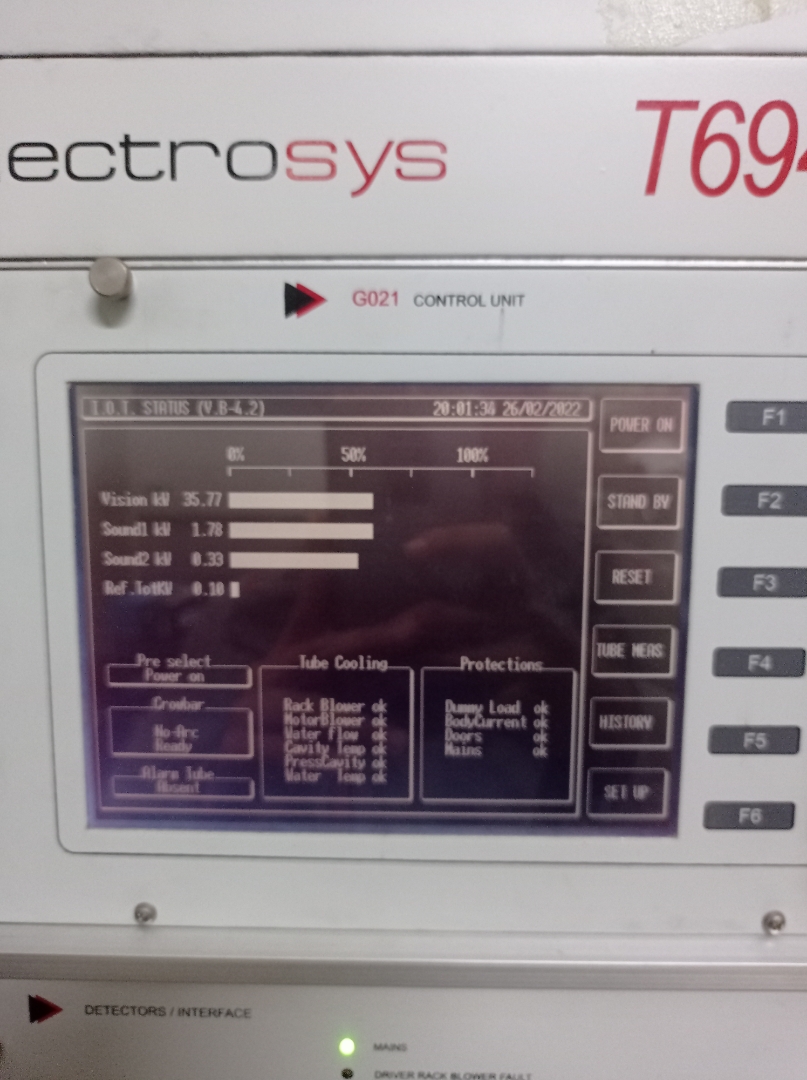 ectrosys
T694
G021 CONTROL UNIT
I.O.T. STATUS (V.B-4.2) 20:01:38 26/02/2022
0% 50% 100%
Vision kW 35.77
Sound1 kW 1.78
Sound2 kW 0.33
Ref.TotKW 0.10
Pre select
Power on
Crowbar
No-Arc
Ready
Alarm Tube
Absent
Tube Cooling
Rack Blower ok
MotorBlower ok
Water flow ok
Cavity Temp ok
PressCavity ok
Water Temp ok
Protections
Dummy Load ok
BodyCurrent ok
Doors ok
Mains ok
POWER ON
STAND BY
RESET
TUBE MEAS
HISTORY
SET UP
F1
F2
F3
F4
F5
F6
DETECTORS / INTERFACE
MAINS
DRIVER RACK BLOWER FAULT